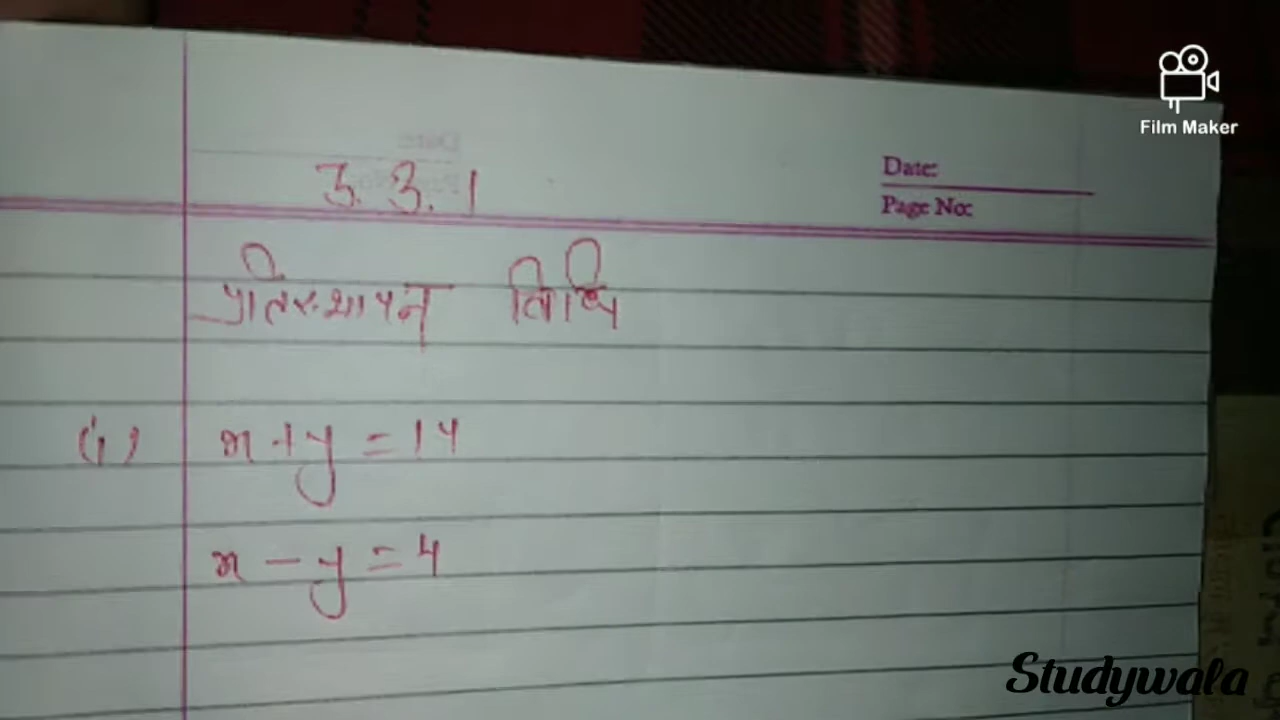 Film Maker
Date:
Page No:
3.3.1
प्रतिस्थापन विधि
(i) x+y=14
x-y=4
Studywala